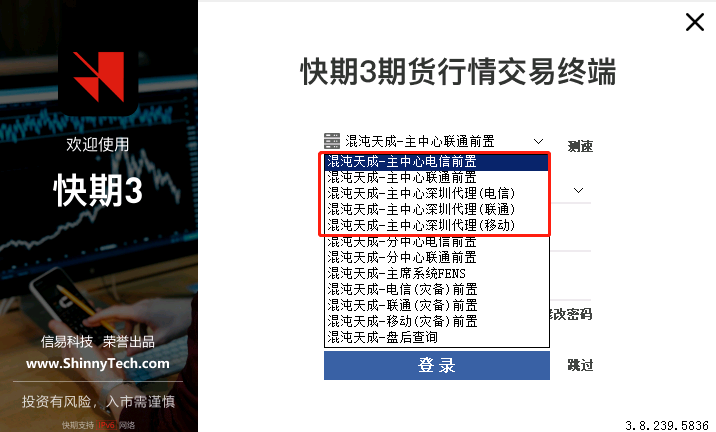 快期3期货行情交易终端
欢迎使用
快期3
混沌天成-主中心联通前置
测速
混沌天成-主中心电信前置
混沌天成-主中心联通前置
混沌天成-主中心深圳代理(电信)
混沌天成-主中心深圳代理(联通)
混沌天成-主中心深圳代理(移动)
混沌天成-分中心电信前置
混沌天成-分中心联通前置
混沌天成-主席系统FENS
混沌天成-电信(灾备)前置
混沌天成-联通(灾备)前置
混沌天成-移动(灾备)前置
混沌天成-盘后查询
改密码
登录
跳过
信易科技 荣誉出品
www.ShinnyTech.com
投资有风险，入市需谨慎
快期支持 IPv6 网络
3.8.239.5836